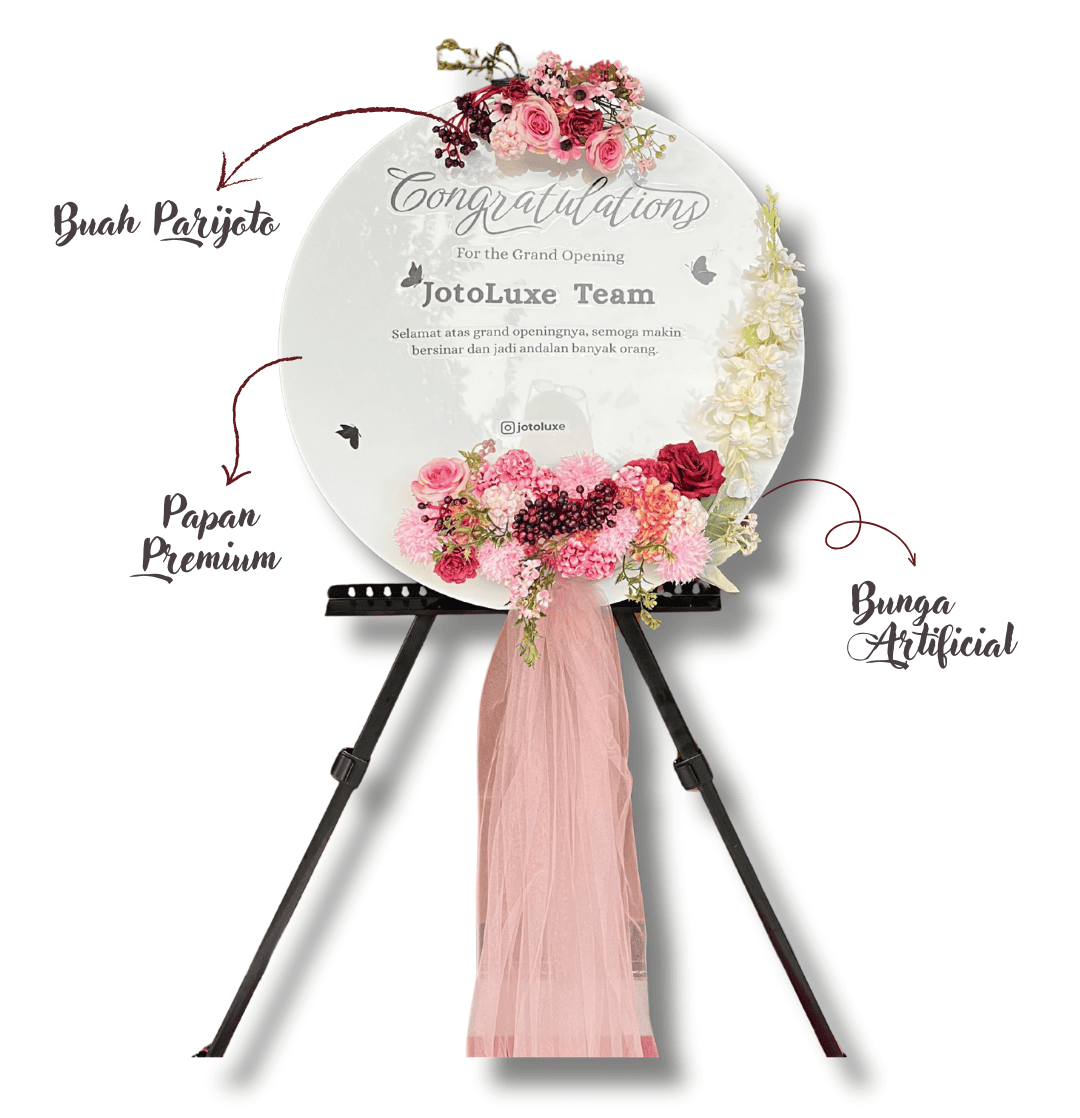 Buah Parijoto
Congratulations
For the Grand Opening
JotoLuxe Team
Selamat atas grand openingnya, semoga makin
bersinar dan jadi andalan banyak orang.
jotoluxe
Papan
Premium
Bunga
Artificial